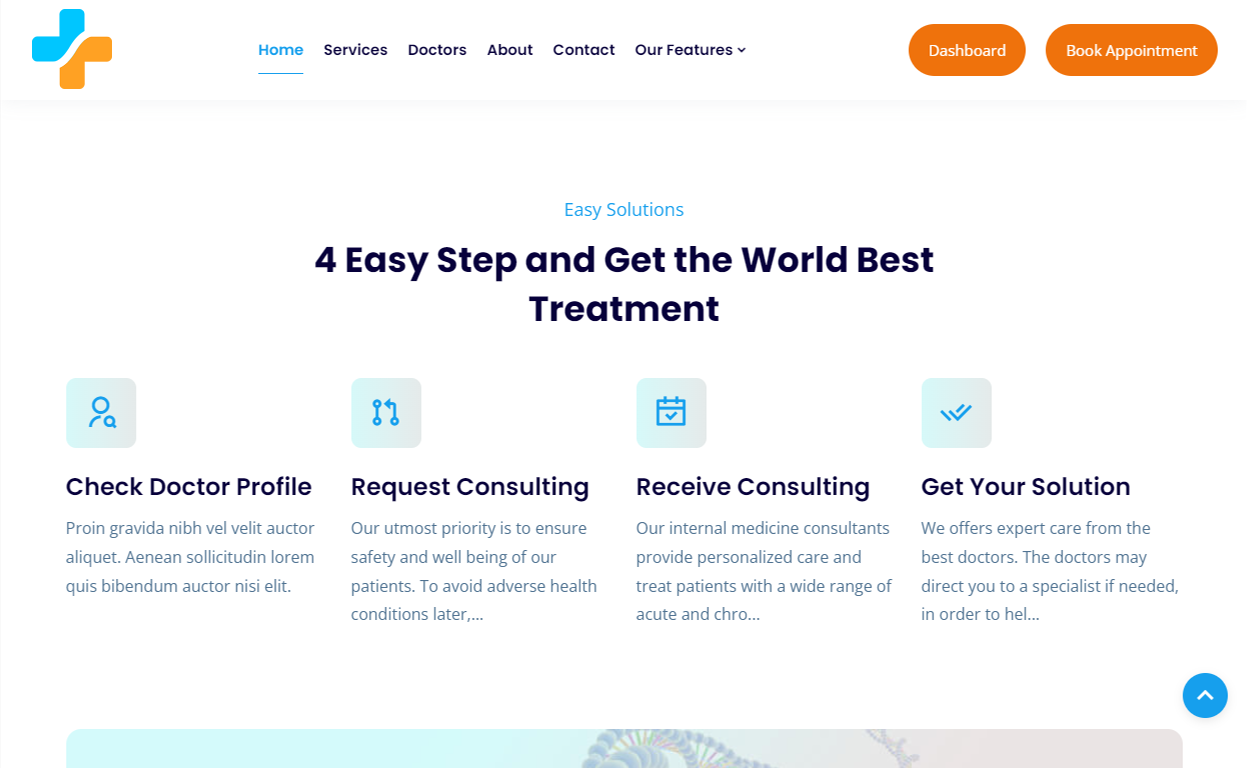 Home Services Doctors About Contact Our Features Dashboard Book Appointment
Easy Solutions
4 Easy Step and Get the World Best
Treatment
Check Doctor Profile
Proin gravida nibh vel velit auctor
aliquet. Aenean sollicitudin lorem
quis bibendum auctor nisi elit.
Request Consulting
Our utmost priority is to ensure
safety and well being of our
patients. To avoid adverse health
conditions later,...
Receive Consulting
Our internal medicine consultants
provide personalized care and
treat patients with a wide range of
acute and chro...
Get Your Solution
We offers expert care from the
best doctors. The doctors may
direct you to a specialist if needed,
in order to hel...